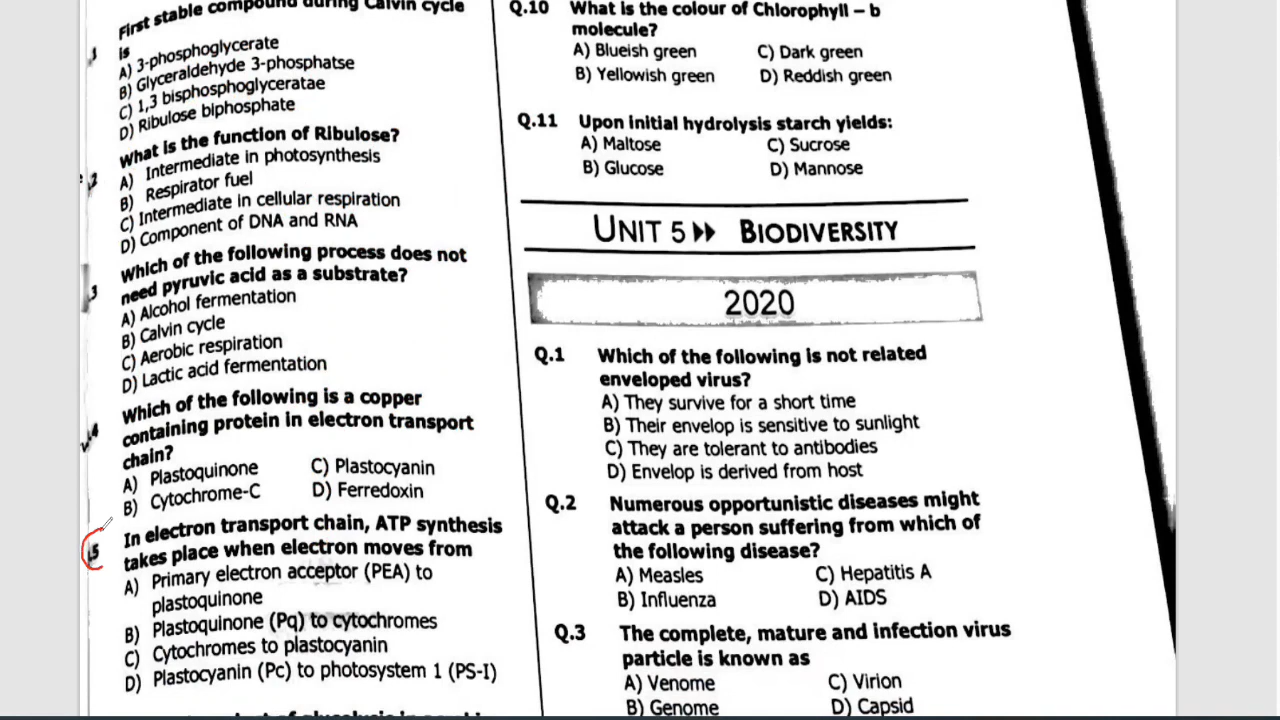 First stable compound during Calvin cycle
is
A) 3-phosphoglycerate
B) Glyceraldehyde 3-phosphatse
C) 1,3 bisphosphoglyceratae
D) Ribulose biphosphate
What is the function of Ribulose?
A) Intermediate in photosynthesis
B) Respirator fuel
C) Intermediate in cellular respiration
D) Component of DNA and RNA
3 Which of the following process does not
need pyruvic acid as a substrate?
A) Alcohol fermentation
B) Calvin cycle
C) Aerobic respiration
D) Lactic acid fermentation
4 Which of the following is a copper
containing protein in electron transport
chain?
A) Plastoquinone C) Plastocyanin
B) Cytochrome-C D) Ferredoxin
5 In electron transport chain, ATP synthesis
takes place when electron moves from
A) Primary electron acceptor (PEA) to
plastoquinone
B) Plastoquinone (Pq) to cytochromes
C) Cytochromes to plastocyanin
D) Plastocyanin (Pc) to photosystem 1 (PS-I)
Q.10 What is the colour of Chlorophyll – b
molecule?
A) Blueish green C) Dark green
B) Yellowish green D) Reddish green
Q.11 Upon initial hydrolysis starch yields:
A) Maltose C) Sucrose
B) Glucose D) Mannose
UNIT 5 BIODIVERSITY
2020
Q.1 Which of the following is not related
enveloped virus?
A) They survive for a short time
B) Their envelop is sensitive to sunlight
C) They are tolerant to antibodies
D) Envelop is derived from host
Q.2 Numerous opportunistic diseases might
attack a person suffering from which of
the following disease?
A) Measles C) Hepatitis A
B) Influenza D) AIDS
Q.3 The complete, mature and infection virus
particle is known as
A) Venome C) Virion
B) Genome D) Capsid